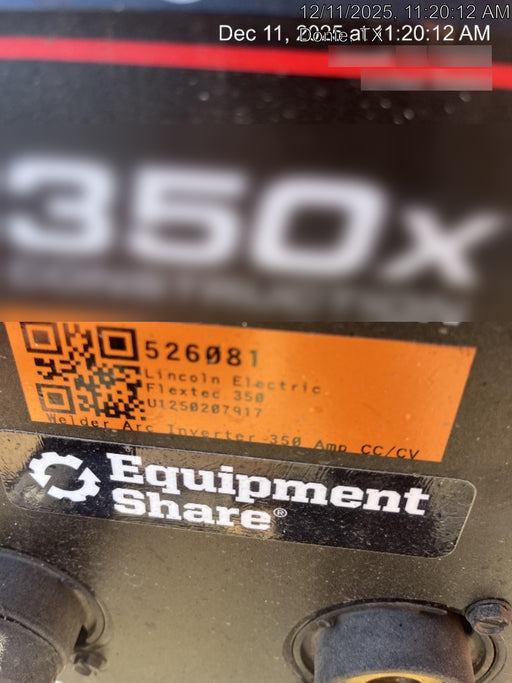 12/11/2025, 11:20:12 AM
Dec 11, 2025 at 11:20:12 AM
350x
CONSTRUCTION
526081
Lincoln Electric
Flextec 350
U1250207917
Welder, Arc Inverter 350 Amp CC/CV
Equipment
Share®